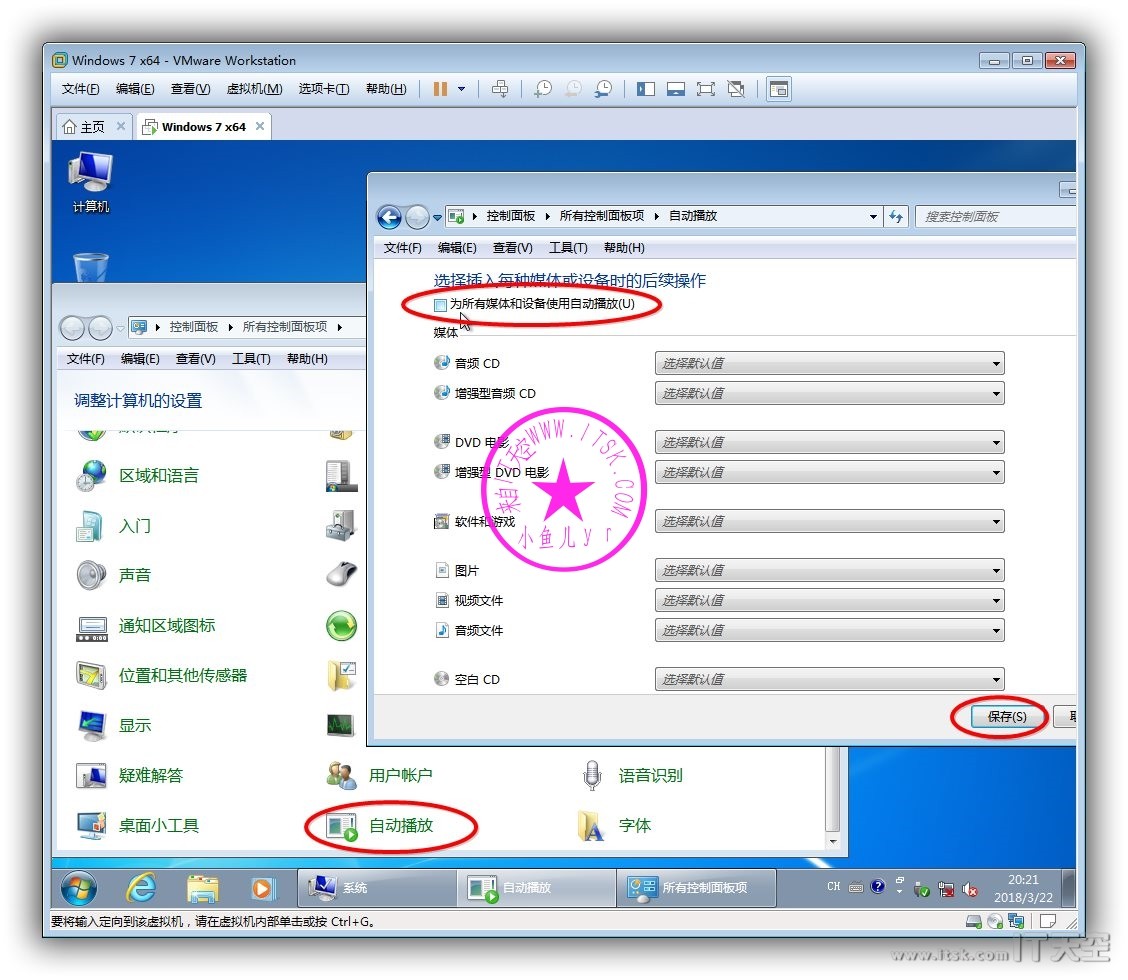 Windows 7 x64 - VMware Workstation
文件(F) 编辑(E) 查看(V) 虚拟机(M) 选项卡(T) 帮助(H)
主页 Windows 7 x64
计算机
控制面板 所有控制面板项 自动播放 搜索控制面板
文件(F) 编辑(E) 查看(V) 工具(T) 帮助(H)
选择插入每种媒体或设备时的后续操作
为所有媒体和设备使用自动播放(U)
媒体
音频 CD 选择默认值
增强型音频 CD 选择默认值
DVD 电影 选择默认值
增强型 DVD 电影 选择默认值
软件和游戏 选择默认值
图片 选择默认值
视频文件 选择默认值
音频文件 选择默认值
空白 CD 选择默认值
保存(S)
来自IT天空WWW.ITSK.COM
小鱼儿yr
控制面板 所有控制面板项
文件(F) 编辑(E) 查看(V) 工具(T) 帮助(H)
调整计算机的设置
区域和语言
入门
声音
通知区域图标
位置和其他传感器
显示
疑难解答 用户帐户 语音识别
桌面小工具 自动播放 字体
系统 自动播放 所有控制面板项 CH 20:21
2018/3/22
要将输入定向到该虚拟机，请在虚拟机内部单击或按 Ctrl+G。
www.itsk.com IT天空